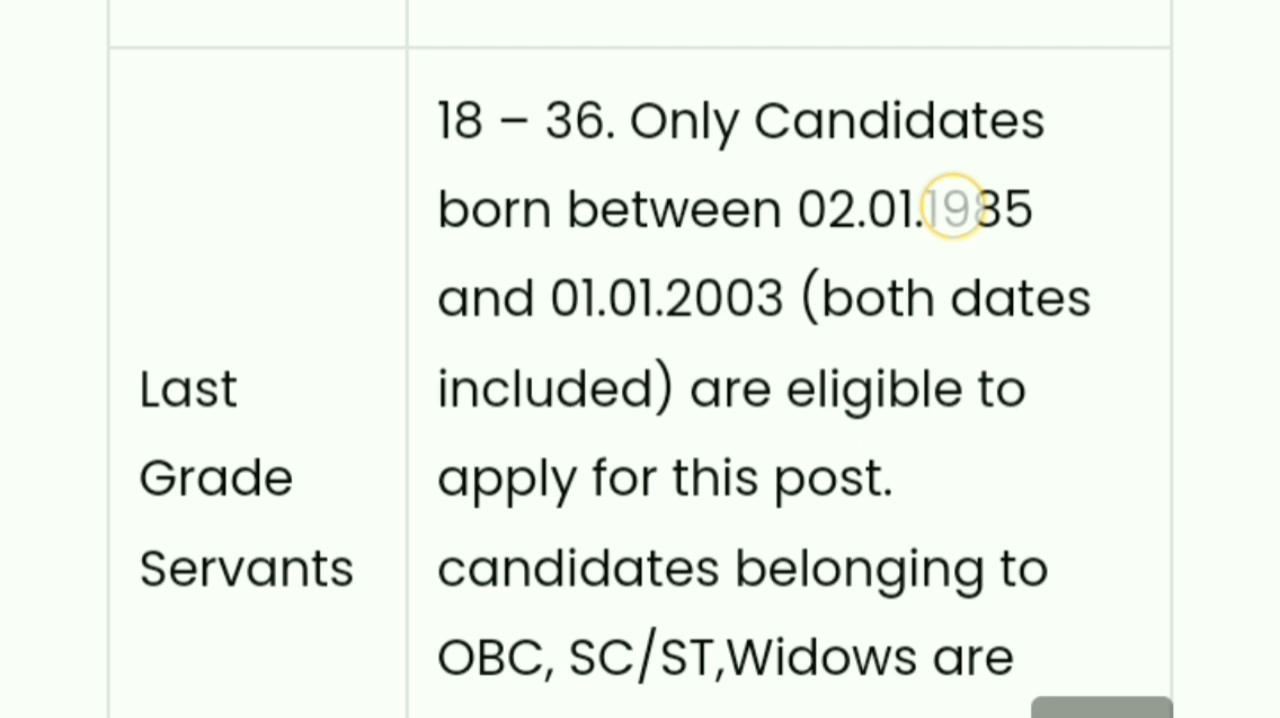 18 – 36. Only Candidates
born between 02.01.1985
and 01.01.2003 (both dates
included) are eligible to
apply for this post.
candidates belonging to
OBC, SC/ST,Widows are
Last
Grade
Servants